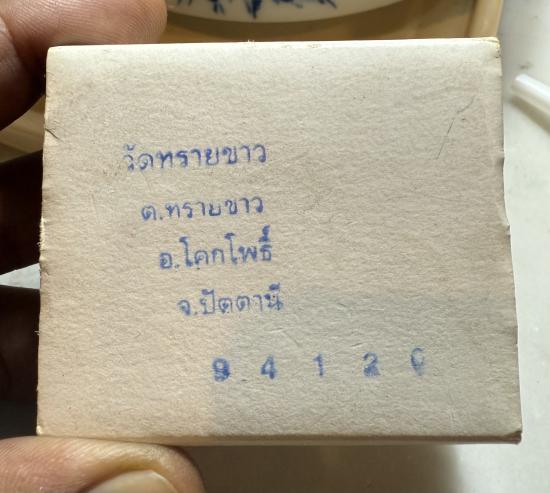 วัดทรายขาว
ต.ทรายขาว
อ.โคกโพธิ์
จ.ปัตตานี
9 4 1 2 0